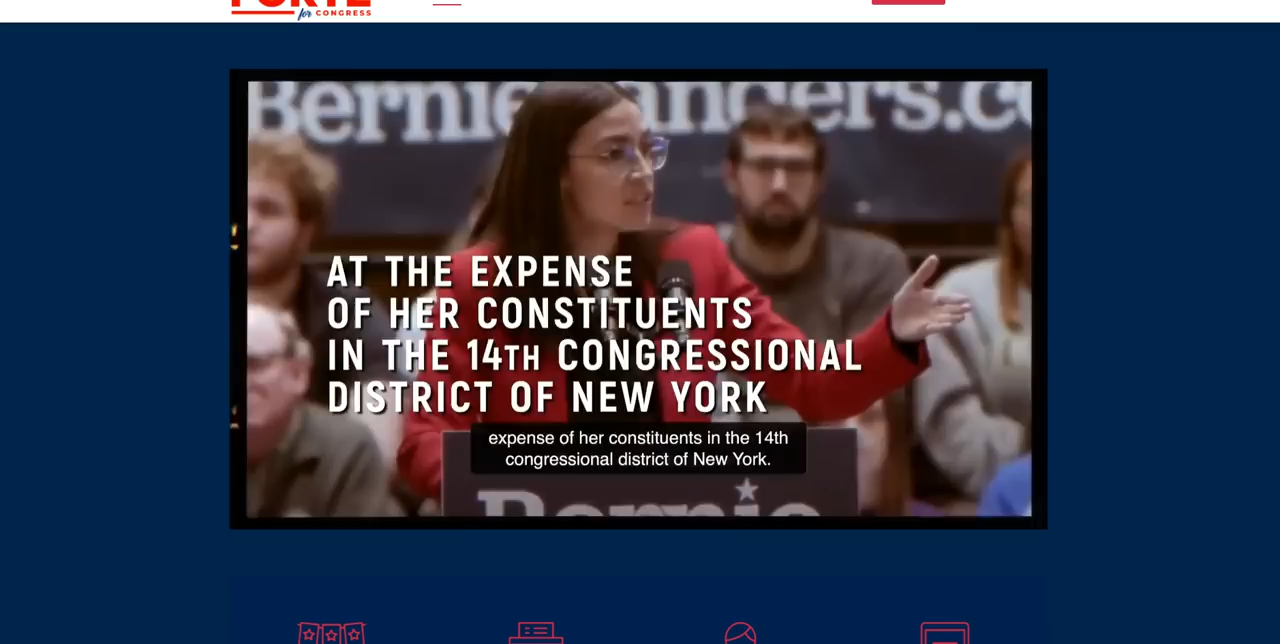 for CONGRESS
BernieSanders.co
AT THE EXPENSE
OF HER CONSTITUENTS
IN THE 14TH CONGRESSIONAL
DISTRICT OF NEW YORK
expense of her constituents in the 14th
congressional district of New York.
Bernie